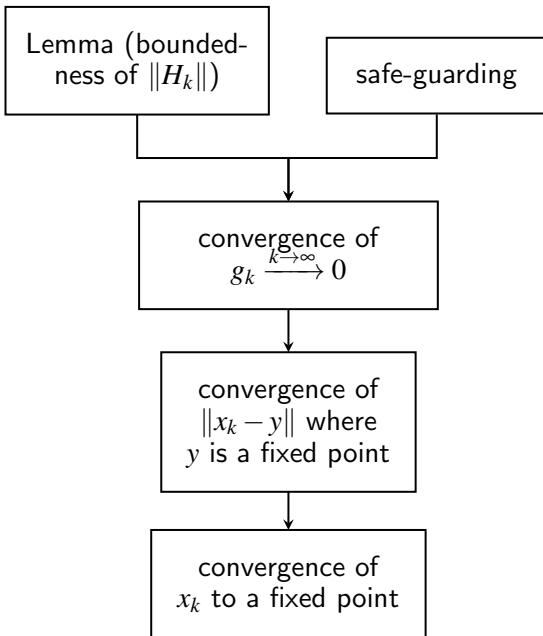 Lemma (bounded-
ness of ‖H_k‖)
safe-guarding
convergence of
g_k \xrightarrow{k→∞} 0
convergence of
‖x_k − y‖ where
y is a fixed point
convergence of
x_k to a fixed point